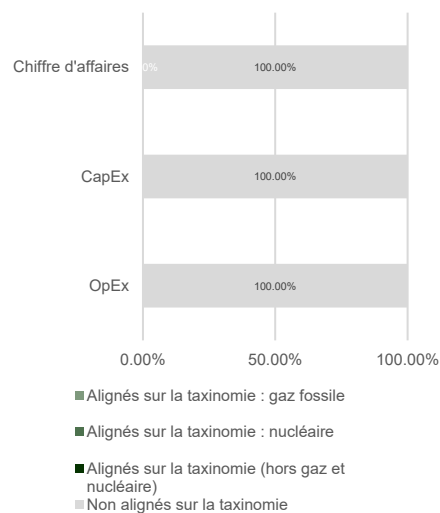 Chiffre d'affaires
0%
100.00%
CapEx
100.00%
OpEx
100.00%
0.00%
50.00%
100.00%
Alignés sur la taxinomie : gaz fossile
Alignés sur la taxinomie : nucléaire
Alignés sur la taxinomie (hors gaz et
nucléaire)
Non alignés sur la taxinomie